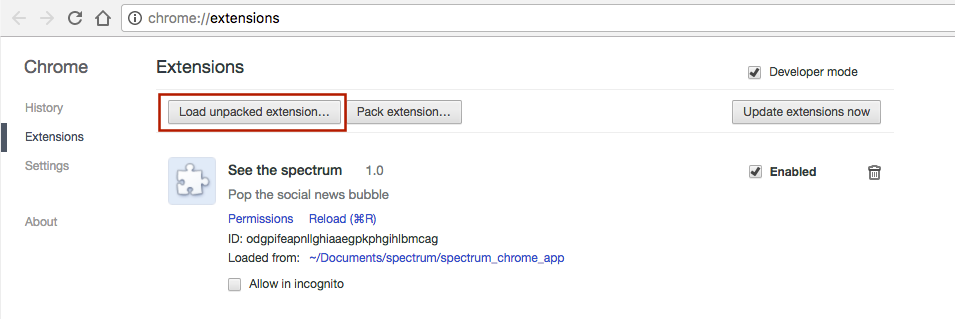 chrome://extensions
Chrome
Extensions
Developer mode
History
Load unpacked extension...
Pack extension...
Update extensions now
Extensions
Settings
See the spectrum 1.0
Enabled
Pop the social news bubble
About
Permissions Reload (⌘R)
ID: odgpifeapnllghiaaegpkphgihlbmcag
Loaded from: ~/Documents/spectrum/spectrum_chrome_app
Allow in incognito